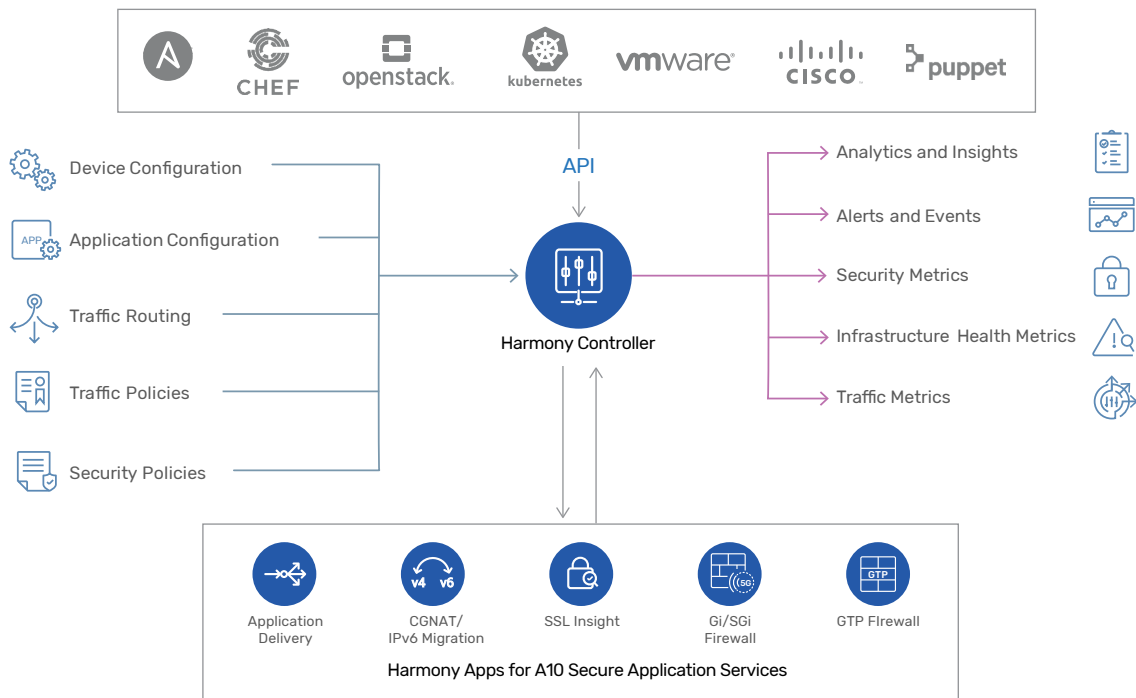 CHEF
openstack.
kubernetes
vmware®
CISCO
puppet
API
Device Configuration
APP
Application Configuration
Traffic Routing
Traffic Policies
Security Policies
Harmony Controller
Analytics and Insights
Alerts and Events
Security Metrics
Infrastructure Health Metrics
Traffic Metrics
v4 v6
5G
GTP
Application
Delivery
CGNAT/
IPv6 Migration
SSL Insight
Gi/SGi
Firewall
GTP FIrewall
Harmony Apps for A10 Secure Application Services